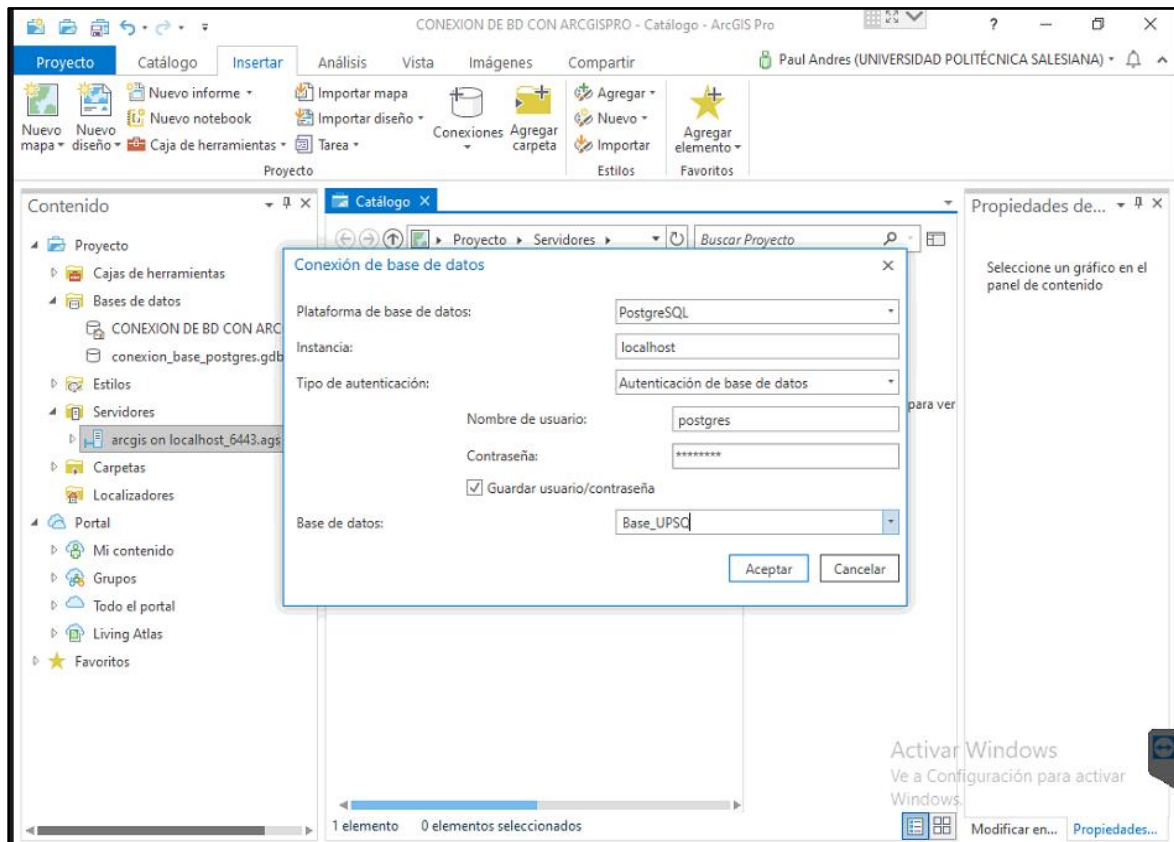 CONEXION DE BD CON ARCGISPRO - Catálogo - ArcGIS Pro
?
Proyecto Catálogo Insertar Análisis Vista Imágenes Compartir
Paul Andres (UNIVERSIDAD POLITÉCNICA SALESIANA)
Nuevo mapa
Nuevo diseño
Nuevo informe
Nuevo notebook
Caja de herramientas
Importar mapa
Importar diseño
Tarea
Conexiones
Agregar carpeta
Agregar
Nuevo
Importar
Agregar elemento
Proyecto
Estilos
Favoritos
Contenido
Proyecto
Cajas de herramientas
Bases de datos
CONEXION DE BD CON ARC
conexion_base_postgres.gdb
Estilos
Servidores
arcgis on localhost_6443.ags
Carpetas
Localizadores
Portal
Mi contenido
Grupos
Todo el portal
Living Atlas
Favoritos
Catálogo
Proyecto Servidores
Buscar Proyecto
Conexión de base de datos
Plataforma de base de datos: PostgreSQL
Instancia: localhost
Tipo de autenticación: Autenticación de base de datos
Nombre de usuario: postgres
Contraseña: ********
Guardar usuario/contraseña
Base de datos: Base_UPSQ
Aceptar Cancelar
para ver
1 elemento 0 elementos seleccionados
Propiedades de...
Seleccione un gráfico en el
panel de contenido
Activar Windows
Ve a Configuración para activar
Windows.
Modificar en... Propiedades...